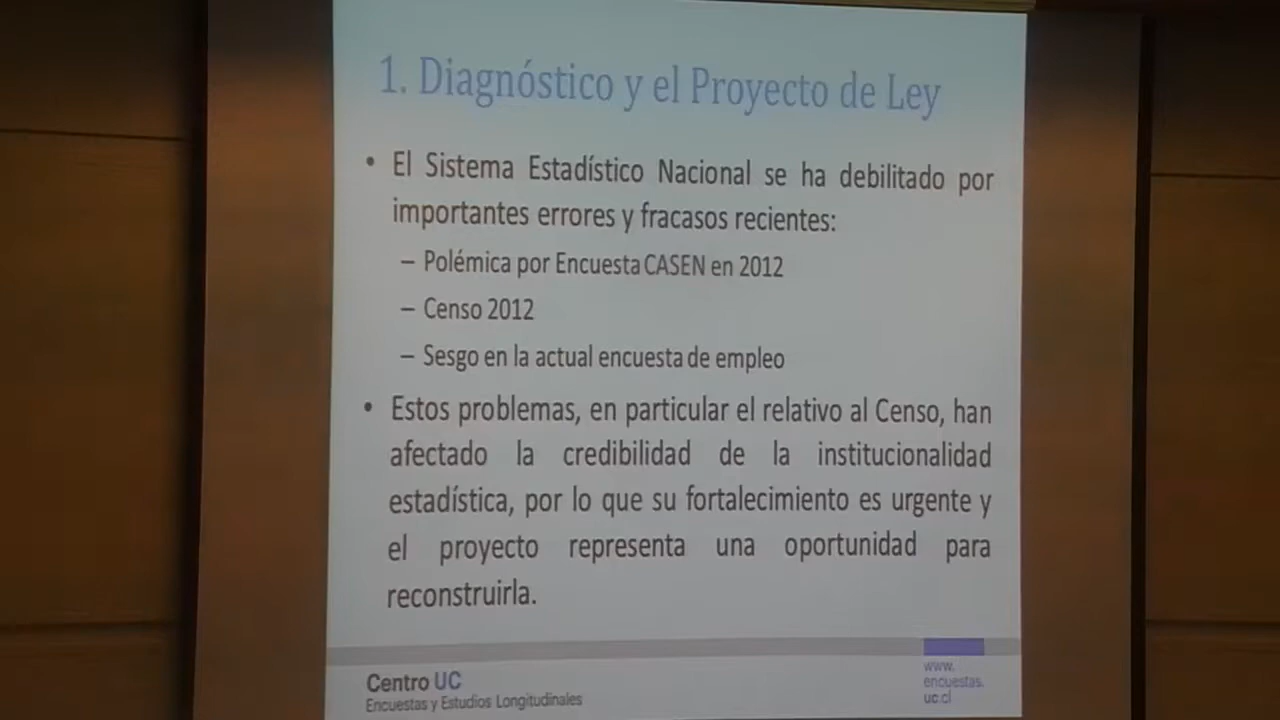 1. Diagnóstico y el Proyecto de Ley
• El Sistema Estadístico Nacional se ha debilitado por
importantes errores y fracasos recientes:
– Polémica por Encuesta CASEN en 2012
– Censo 2012
– Sesgo en la actual encuesta de empleo
• Estos problemas, en particular el relativo al Censo, han
afectado la credibilidad de la institucionalidad
estadística, por lo que su fortalecimiento es urgente y
el proyecto representa una oportunidad para
reconstruirla.
Centro UC
Encuestas y Estudios Longitudinales
www.
encuestas.
uc.cl